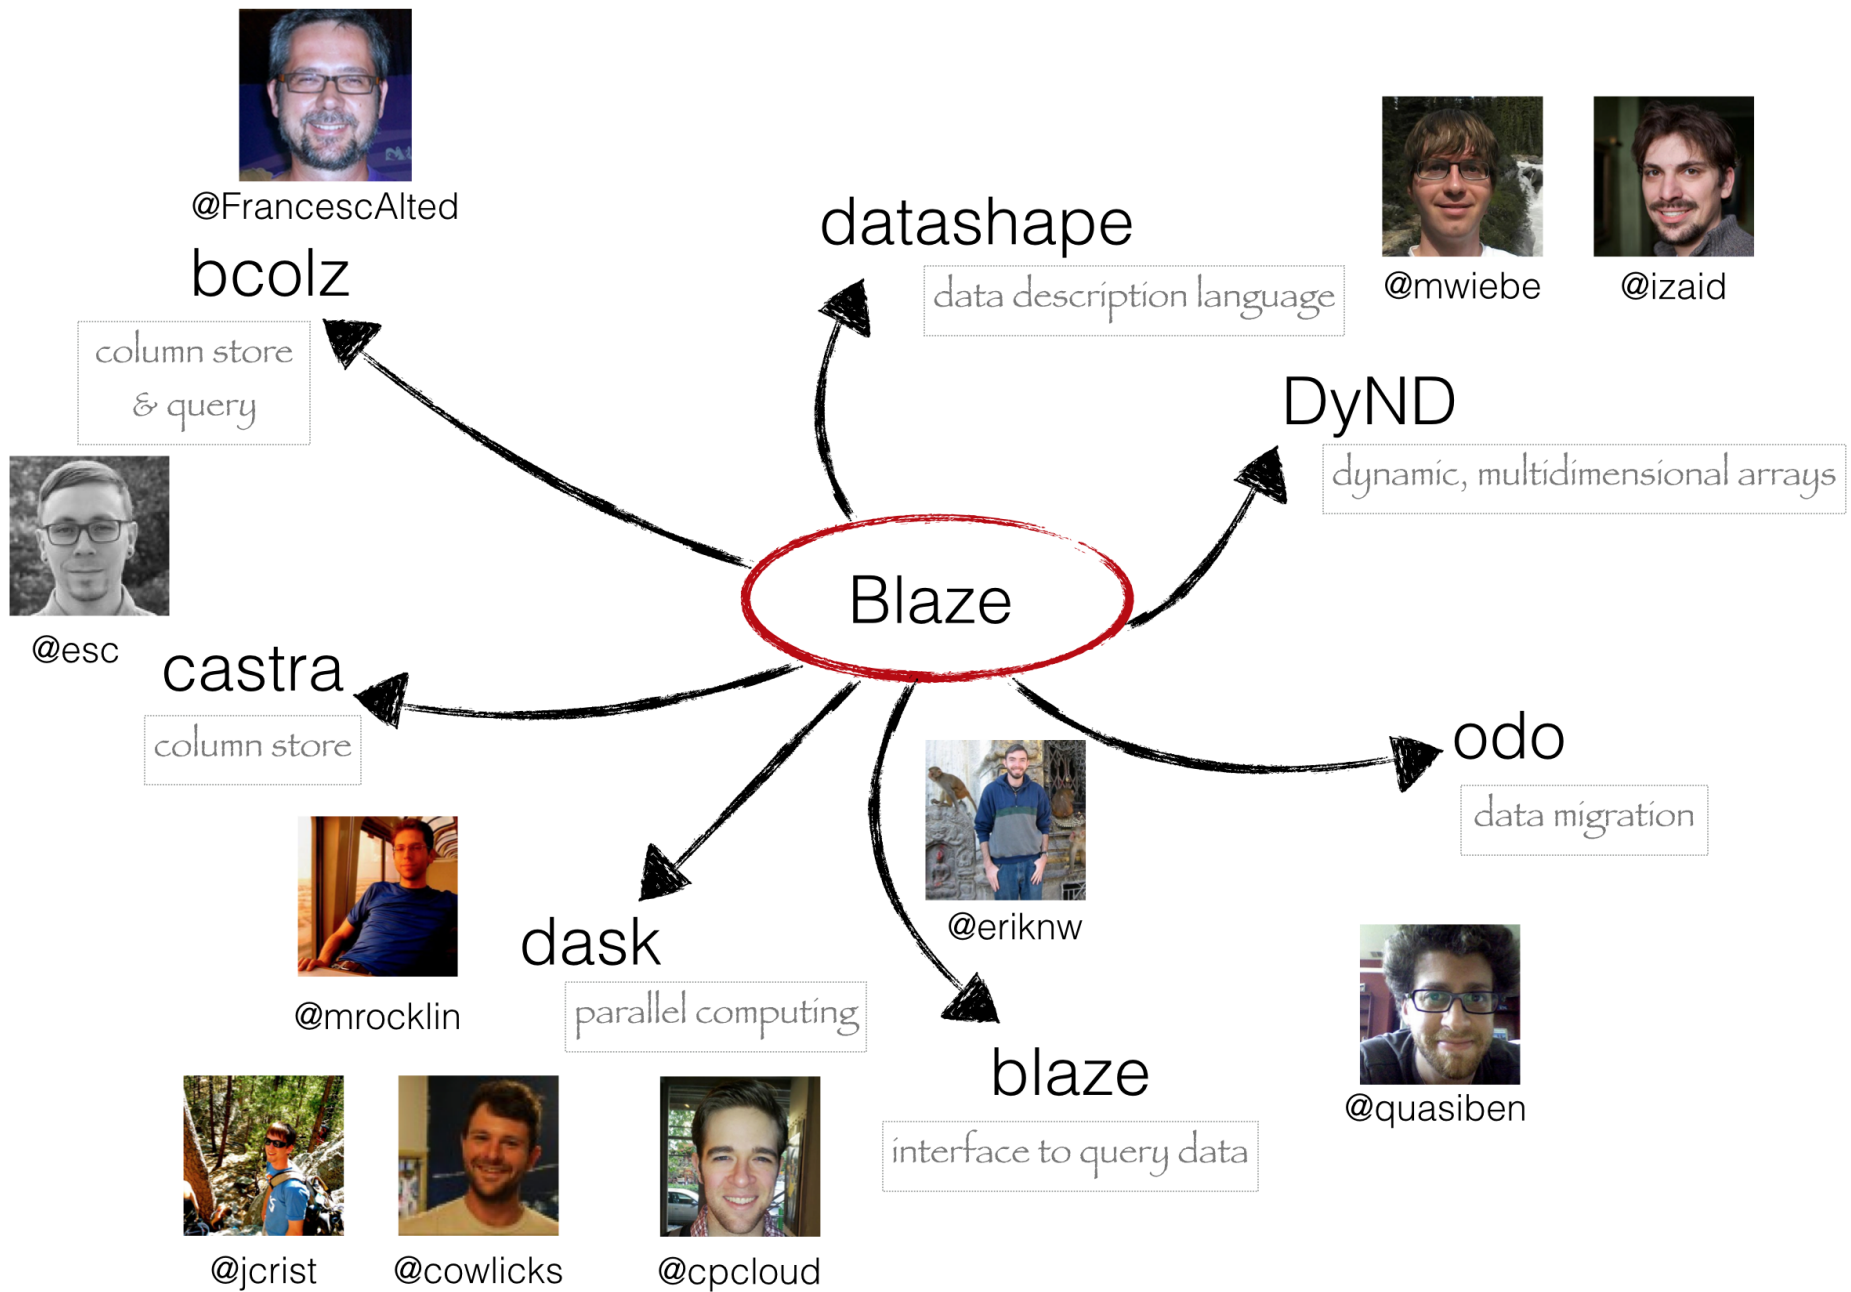 @FrancescAlted
bcolz
column store
& query
@esc
datashape
data description language
@mwiebe
@izaid
DyND
dynamic, multidimensional arrays
Blaze
castra
column store
odo
data migration
@mrocklin
dask
parallel computing
@eriknw
blaze
interface to query data
@quasiben
@jcrist
@cowlicks
@cpcloud